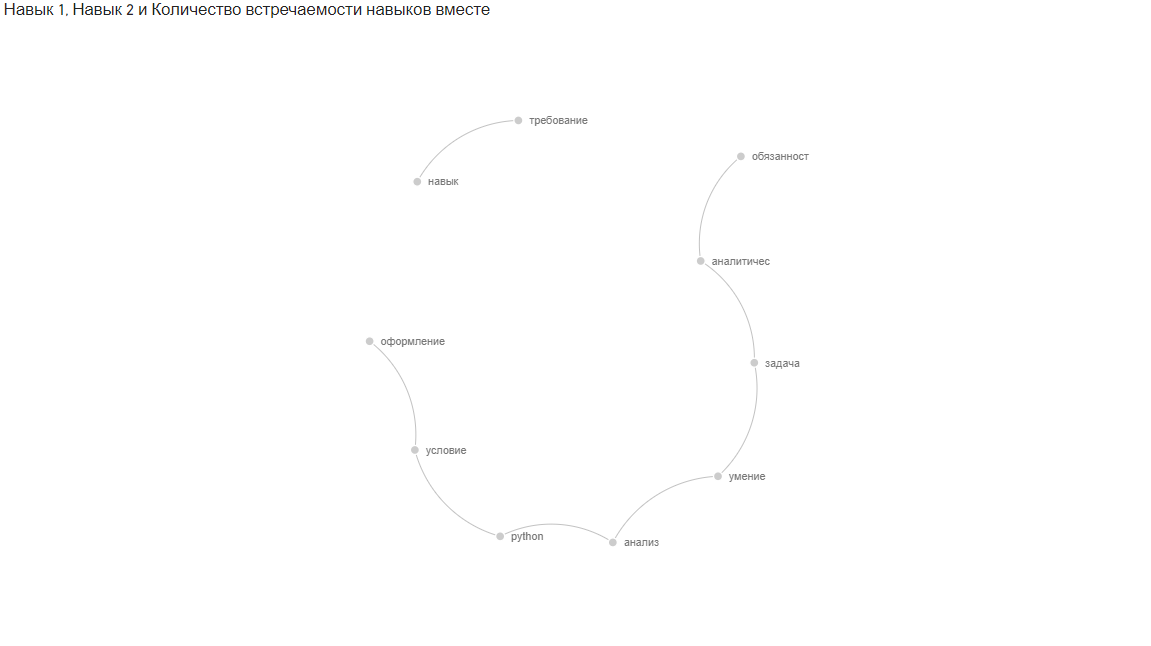 Навык 1, Навык 2 и Количество встречаемости навыков вместе
требование
обязанност
навык
аналитичес
оформление
задача
условие
умение
python
анализ